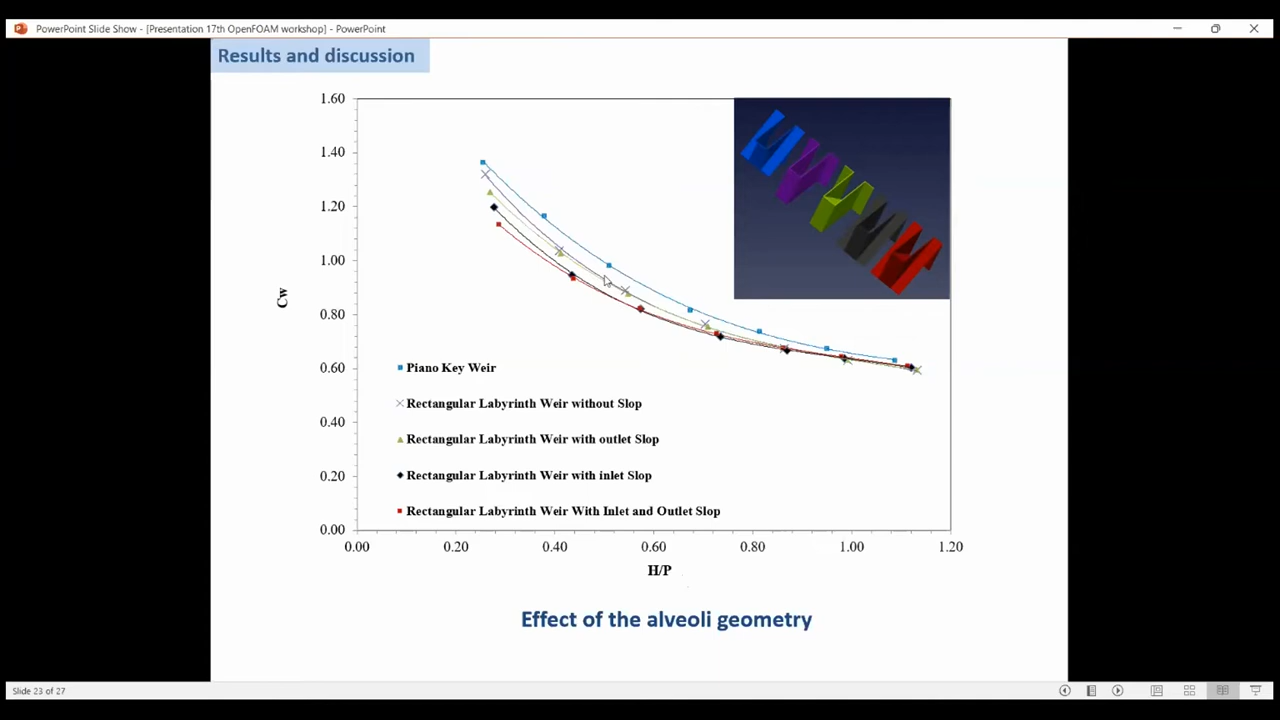 PowerPoint Slide Show - [Presentation 17th OpenFOAM workshop] - PowerPoint
Results and discussion
1.60
1.40
1.20
1.00
0.80
0.60
0.40
0.20
0.00
Cw
Piano Key Weir
Rectangular Labyrinth Weir without Slop
Rectangular Labyrinth Weir with outlet Slop
Rectangular Labyrinth Weir with inlet Slop
Rectangular Labyrinth Weir With Inlet and Outlet Slop
0.00 0.20 0.40 0.60 0.80 1.00 1.20
H/P
Effect of the alveoli geometry
Slide 23 of 27